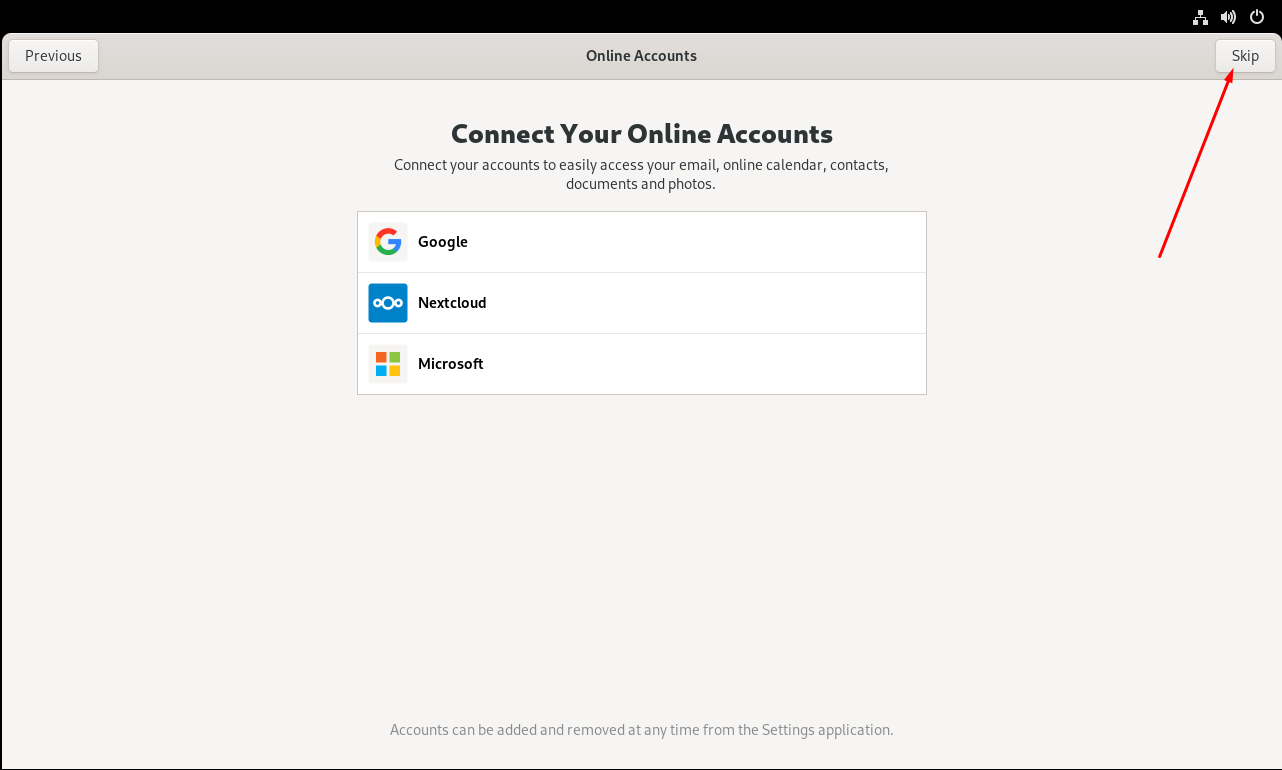 Previous
Online Accounts
Skip
Connect Your Online Accounts
Connect your accounts to easily access your email, online calendar, contacts,
documents and photos.
Google
Nextcloud
Microsoft
Accounts can be added and removed at any time from the Settings application.